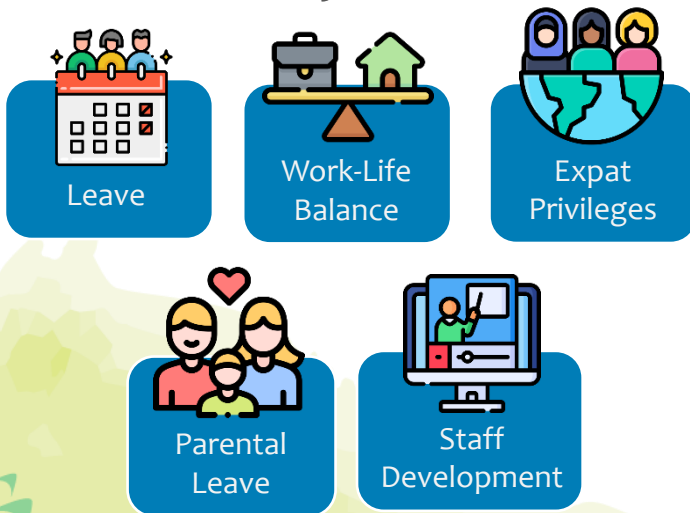 Leave
Work-Life
Balance
Expat
Privileges
Parental
Leave
Staff
Development